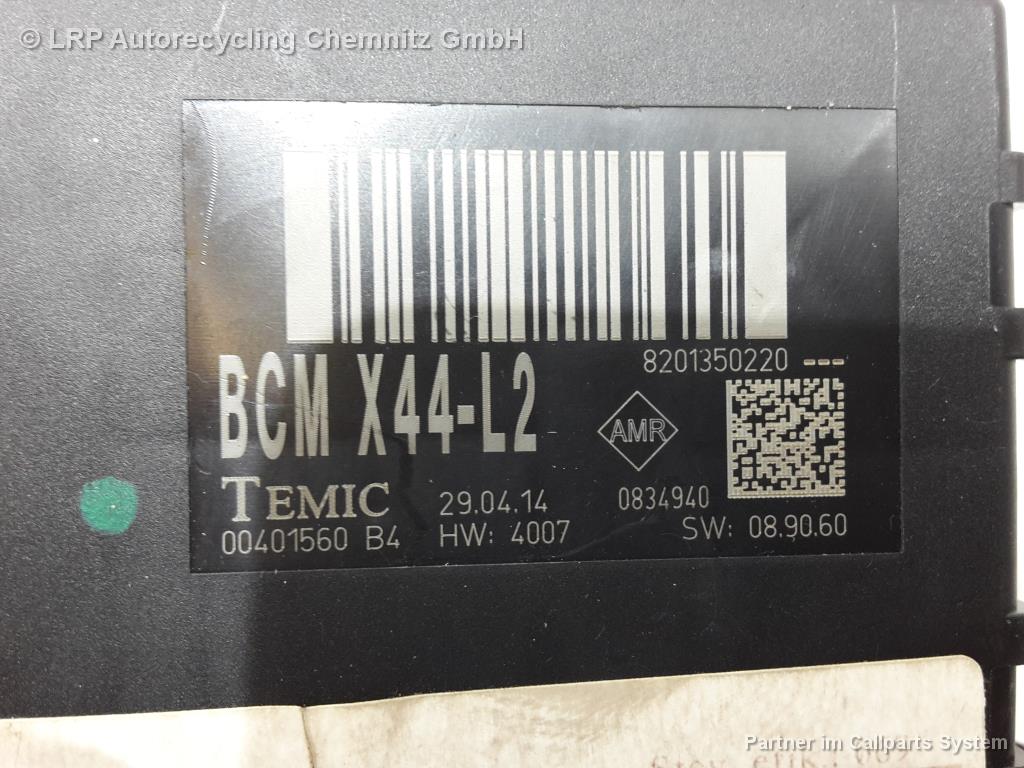 © LRP Autorecycling Chemnitz GmbH
8201350220 ---
BCM X44-L2
AMR
TEMIC 29.04.14 0834940
00401560 B4 HW: 4007 SW: 08.90.60
Partner im Callparts System